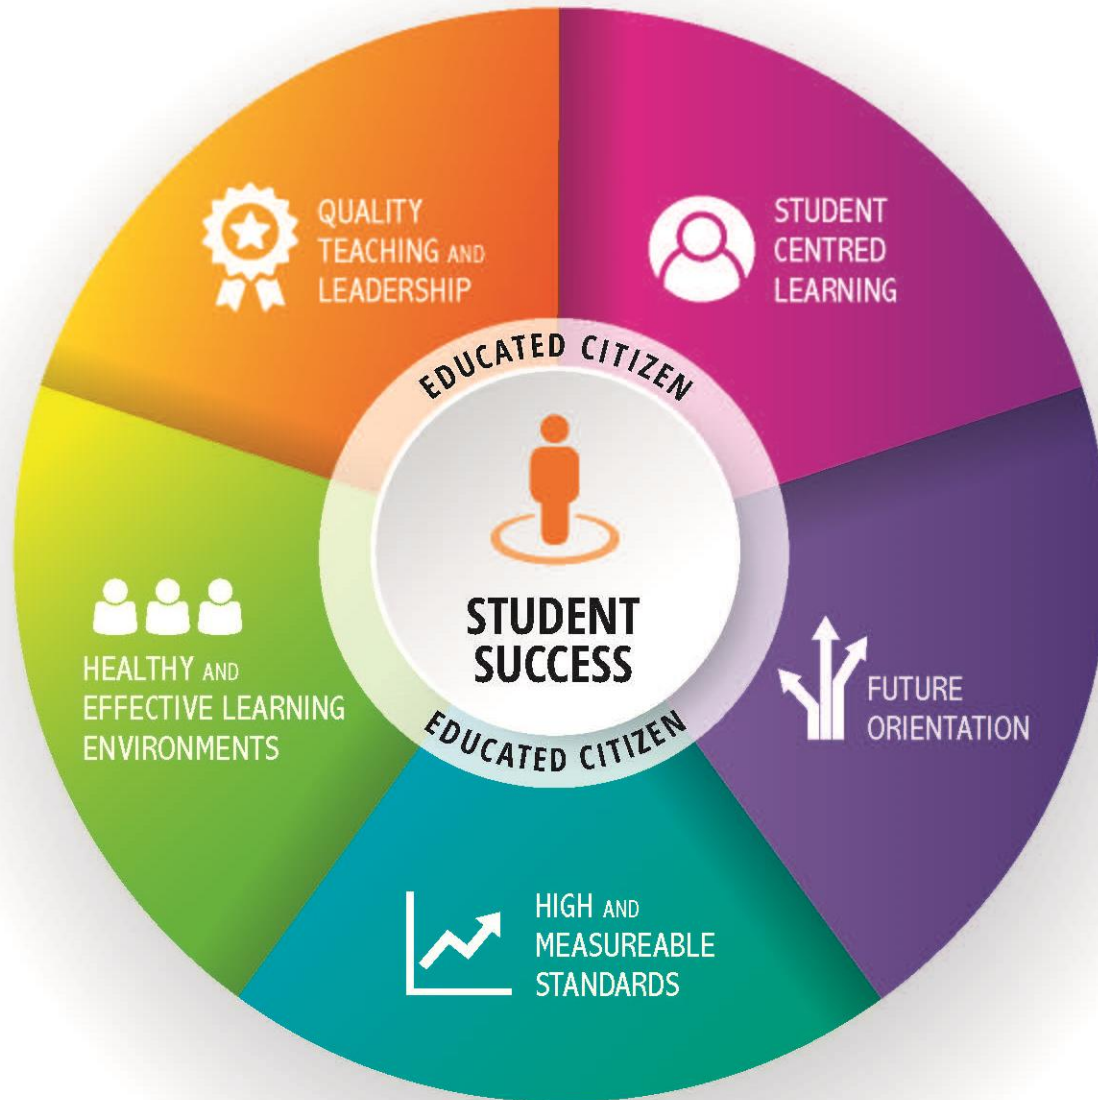 QUALITY
TEACHING AND
LEADERSHIP
STUDENT
CENTRED
LEARNING
EDUCATED CITIZEN
STUDENT
SUCCESS
EDUCATED CITIZEN
HEALTHY AND
EFFECTIVE LEARNING
ENVIRONMENTS
FUTURE
ORIENTATION
HIGH AND
MEASUREABLE
STANDARDS